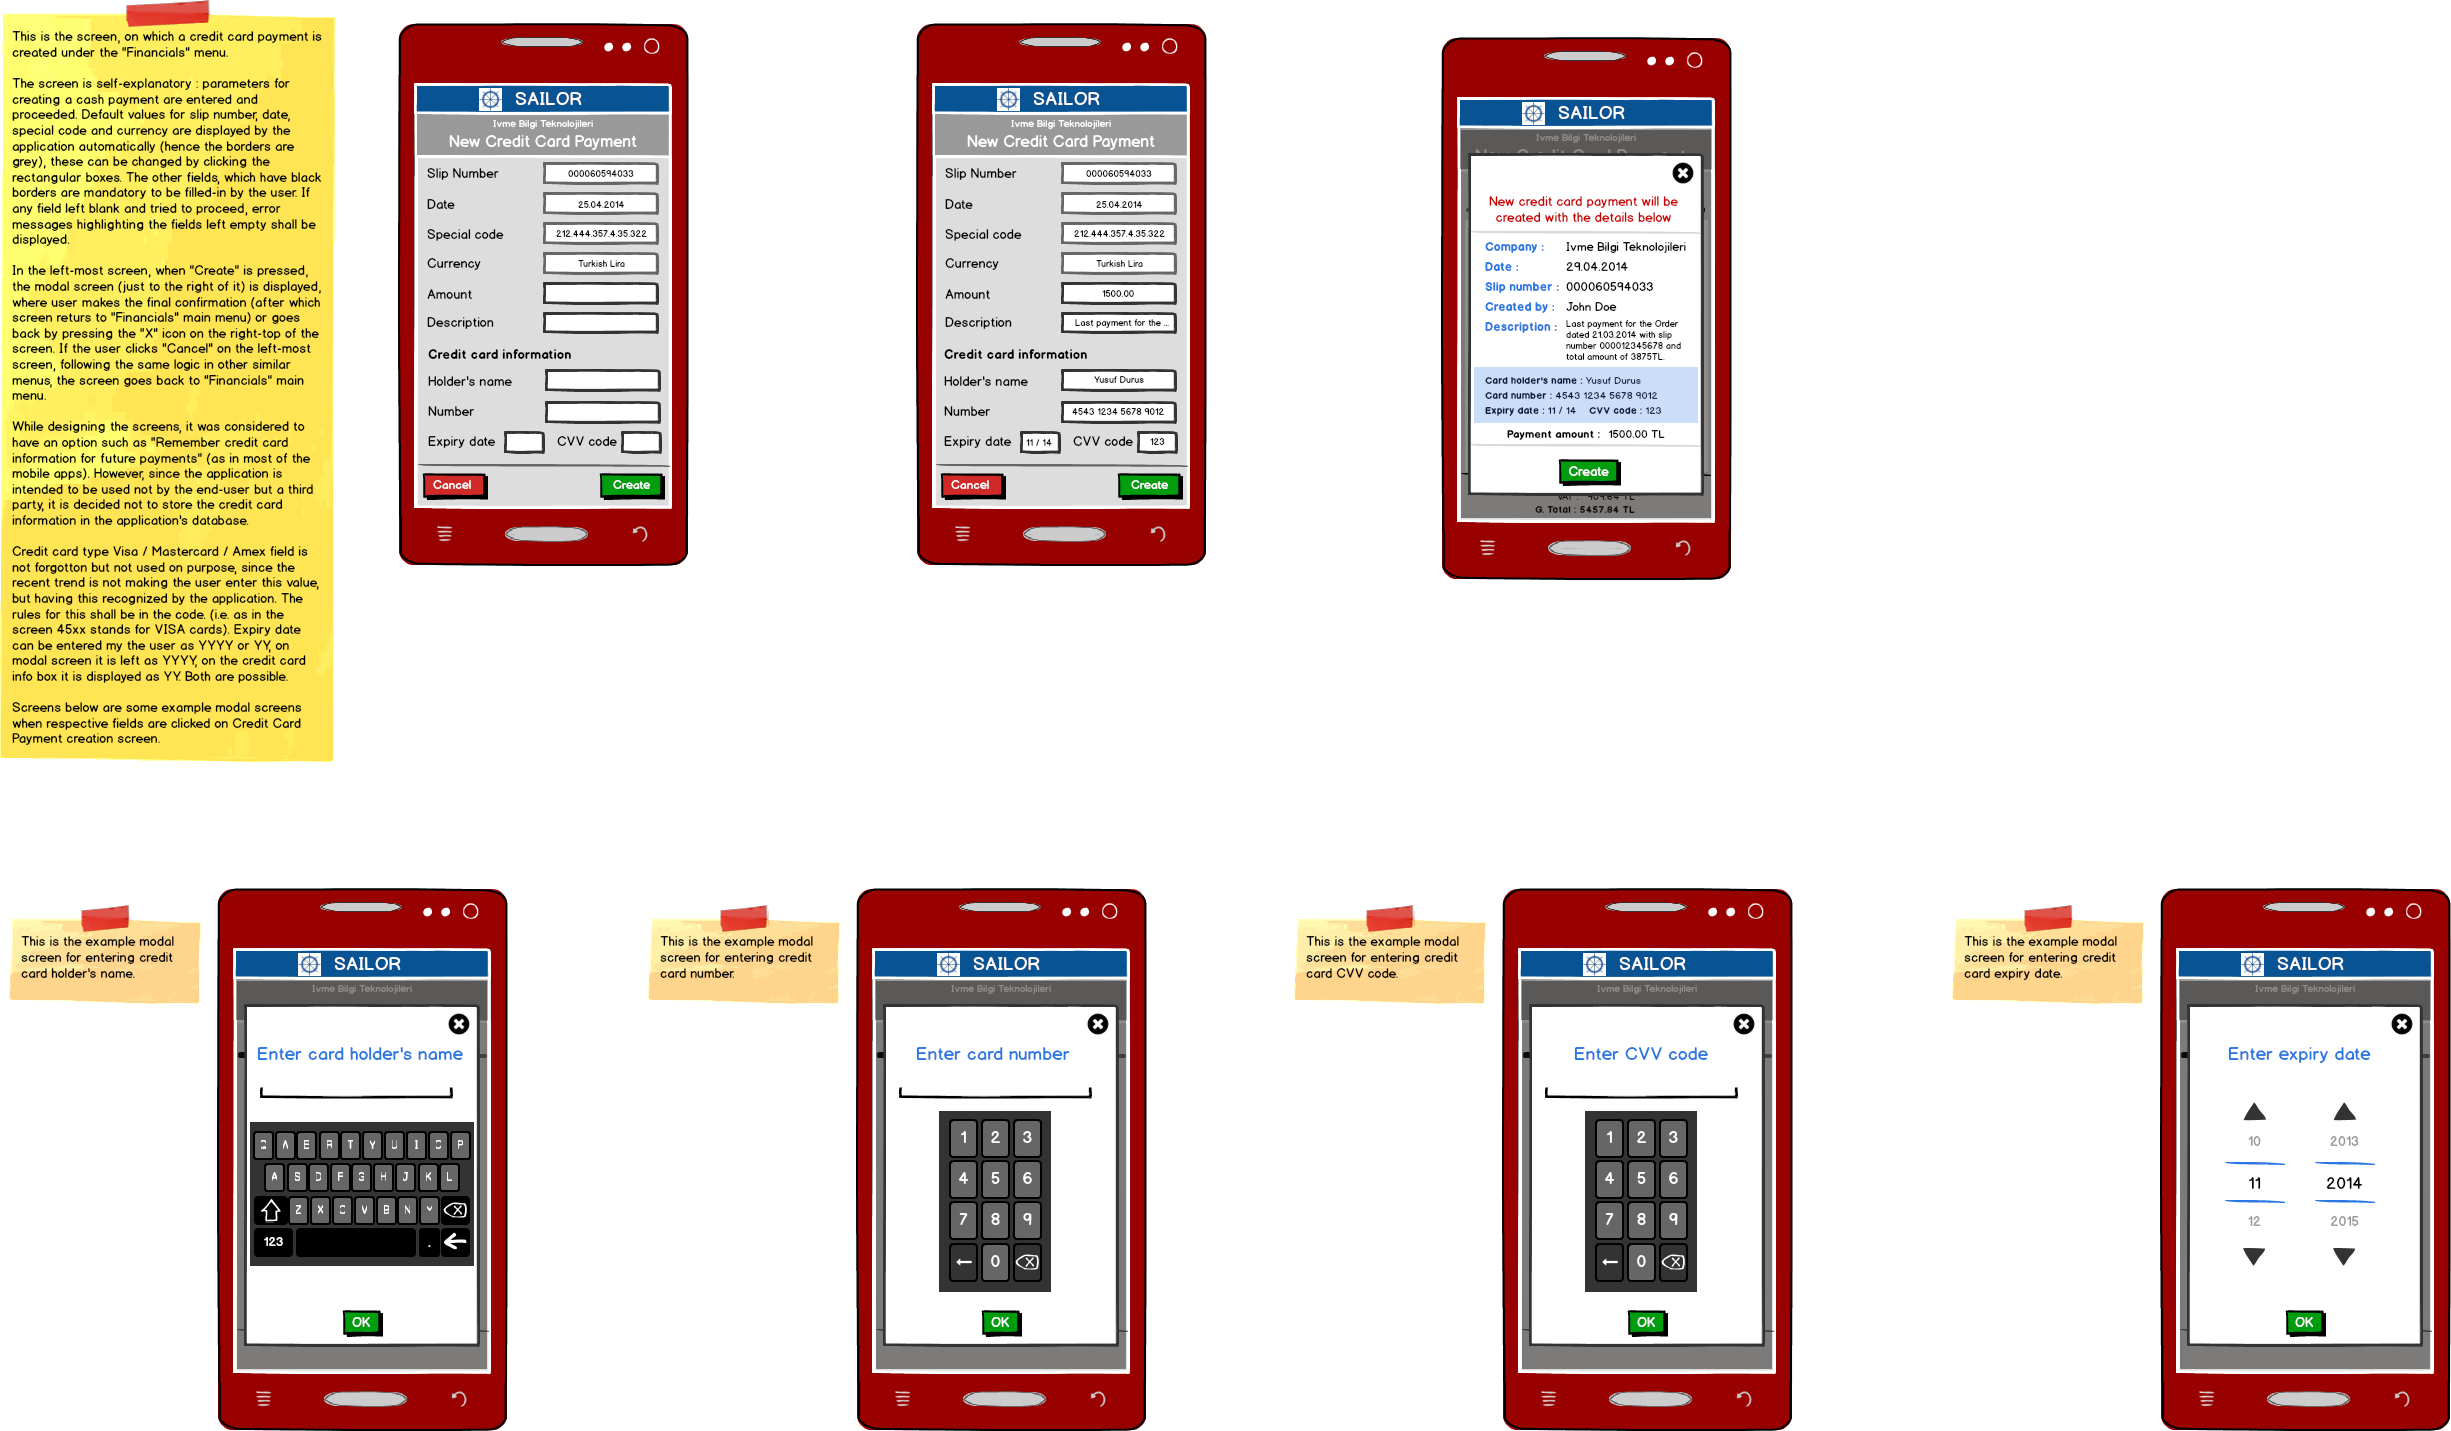 This is the screen, on which a credit card payment is
created under the "Financials" menu.
The screen is self-explanatory : parameters for
creating a cash payment are entered and
proceeded. Default values for slip number, date,
special code and currency are displayed by the
application automatically (hence the borders are
grey), these can be changed by clicking the
rectangular boxes. The other fields, which have black
borders are mandatory to be filled-in by the user. If
any field left blank and tried to proceed, error
messages highlighting the fields left empty shall be
displayed.
In the left-most screen, when "Create" is pressed,
the modal screen (just to the right of it) is displayed,
where user makes the final confirmation (after which
screen returs to "Financials" main menu) or goes
back by pressing the "X" icon on the right-top of the
screen. If the user clicks "Cancel" on the left-most
screen, following the same logic in other similar
menus, the screen goes back to "Financials" main
menu.
While designing the screens, it was considered to
have an option such as "Remember credit card
information for future payments" (as in most of the
mobile apps). However, since the application is
intended to be used not by the end-user but a third
party, it is decided not to store the credit card
information in the application's database.
Credit card type Visa / Mastercard / Amex field is
not forgotton but not used on purpose, since the
recent trend is not making the user enter this value,
but having this recognized by the application. The
rules for this shall be in the code. (i.e. as in the
screen 45xx stands for VISA cards). Expiry date
can be entered my the user as YYYY or YY, on
modal screen it is left as YYYY, on the credit card
info box it is displayed as YY. Both are possible.
Screens below are some example modal screens
when respective fields are clicked on Credit Card
Payment creation screen.
SAILOR
Ivme Bilgi Teknolojileri
New Credit Card Payment
Slip Number 000060594033
Date 25.04.2014
Special code 212.444.357.4.35.322
Currency Turkish Lira
Amount
Description
Credit card information
Holder's name
Number
Expiry date CVV code
Cancel Create
SAILOR
Ivme Bilgi Teknolojileri
New Credit Card Payment
Slip Number 000060594033
Date 25.04.2014
Special code 212.444.357.4.35.322
Currency Turkish Lira
Amount 1500.00
Description Last payment for the ...
Credit card information
Holder's name Yusuf Durus
Number 4543 1234 5678 9012
Expiry date 11 / 14 CVV code 123
Cancel Create
SAILOR
Ivme Bilgi Teknolojileri
New credit card payment will be
created with the details below
Company : Ivme Bilgi Teknolojileri
Date : 29.04.2014
Slip number : 000060594033
Created by : John Doe
Description : Last payment for the Order
dated 21.03.2014 with slip
number 000012345678 and
total amount of 3875TL.
Card holder's name : Yusuf Durus
Card number : 4543 1234 5678 9012
Expiry date : 11 / 14 CVV code : 123
Payment amount : 1500.00 TL
Create
G. Total : 5457.84 TL
This is the example modal
screen for entering credit
card holder's name.
SAILOR
Ivme Bilgi Teknolojileri
Enter card holder's name
E R T Y U I P
A S D F G H J K L
Z X C V B N
123 .
OK
This is the example modal
screen for entering credit
card number.
SAILOR
Ivme Bilgi Teknolojileri
Enter card number
1 2 3
4 5 6
7 8 9
0
OK
This is the example modal
screen for entering credit
card CVV code.
SAILOR
Ivme Bilgi Teknolojileri
Enter CVV code
1 2 3
4 5 6
7 8 9
0
OK
This is the example modal
screen for entering credit
card expiry date.
SAILOR
Ivme Bilgi Teknolojileri
Enter expiry date
10 2013
11 2014
12 2015
OK